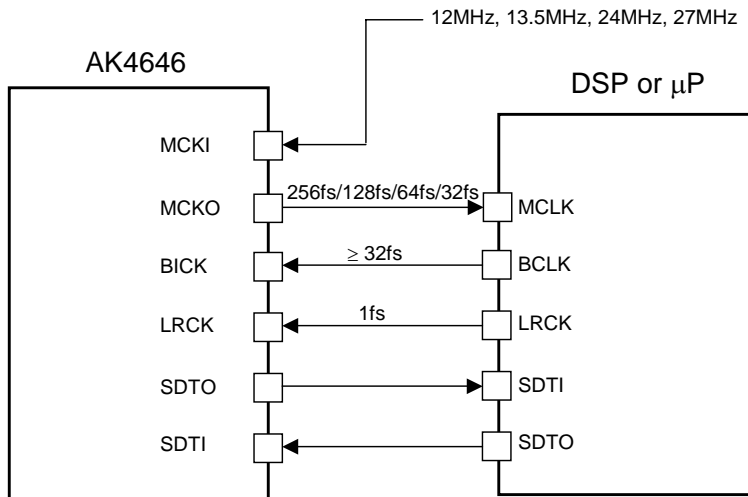 12MHz, 13.5MHz, 24MHz, 27MHz
AK4646
DSP or μP
MCKI
MCKO
256fs/128fs/64fs/32fs
MCLK
BICK
≥ 32fs
BCLK
LRCK
1fs
LRCK
SDTO
SDTI
SDTI
SDTO